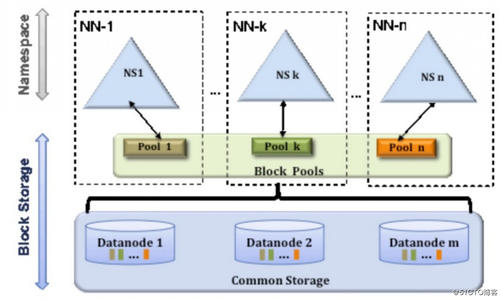 NN-1
NN-k
NN-n
Namespace
NS1
NS k
NS n
...
...
Pool 1
Pool k
Pool n
Block Pools
Block Storage
Datanode 1
Datanode 2
Datanode m
...
...
...
Common Storage
@51CTO博客